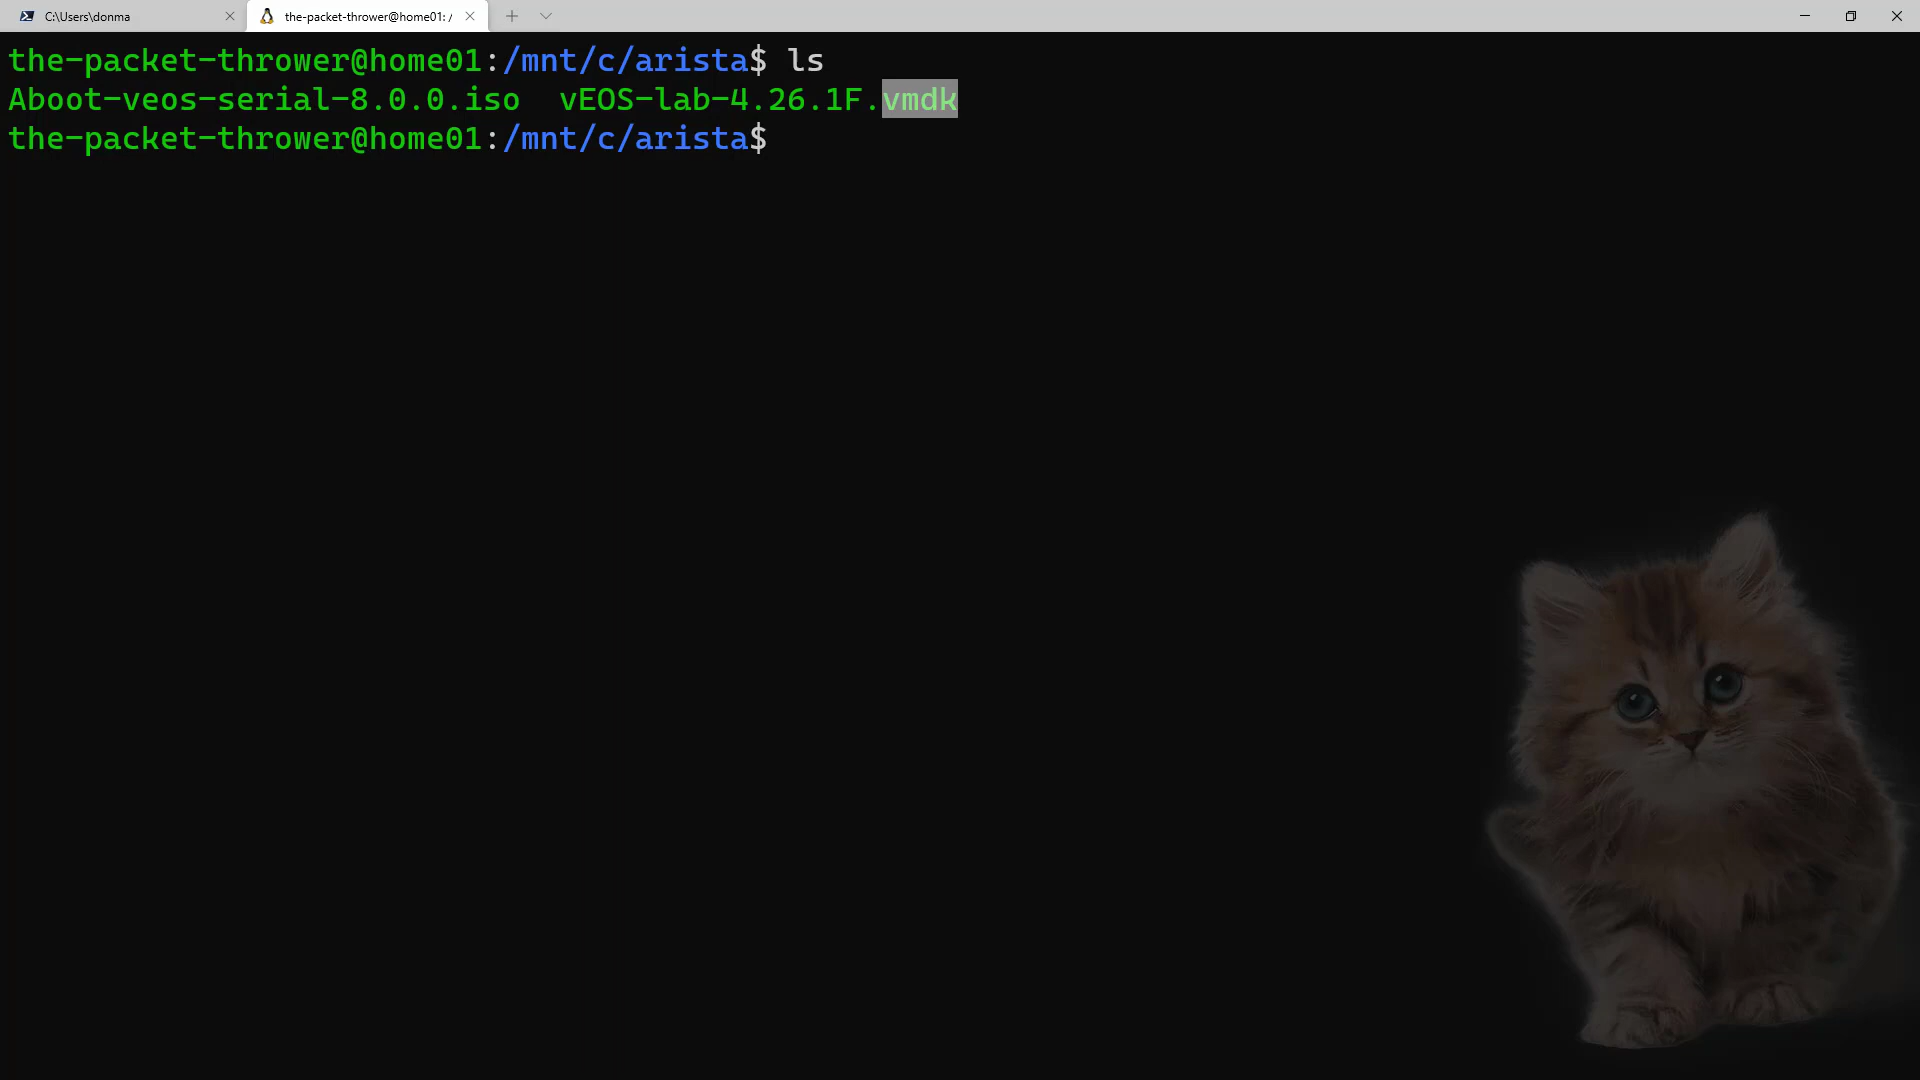 C:\Users\donma
the-packet-thrower@home01: /
the-packet-thrower@home01:/mnt/c/arista$ ls
Aboot-veos-serial-8.0.0.iso  vEOS-lab-4.26.1F.vmdk
the-packet-thrower@home01:/mnt/c/arista$